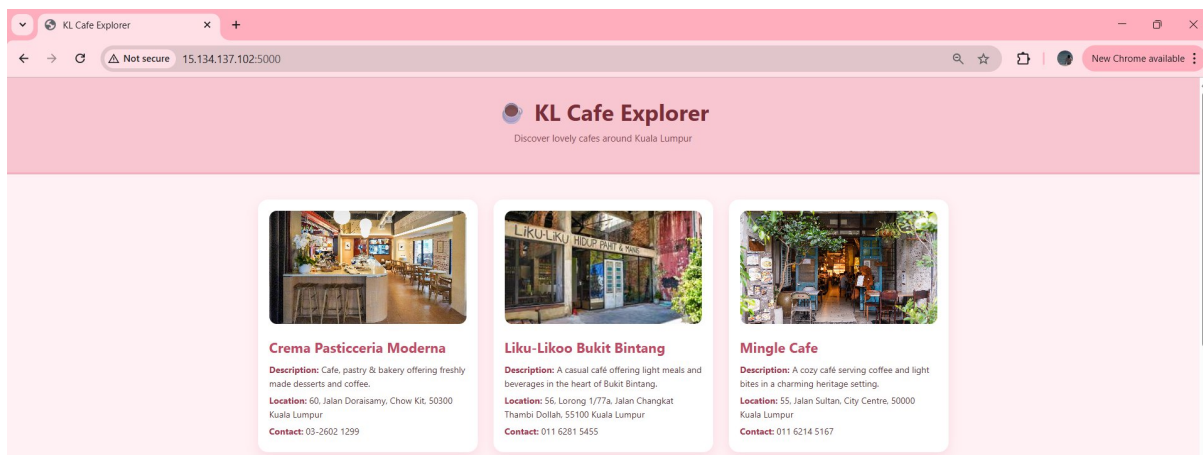 KL Cafe Explorer
Not secure 15.134.137.102:5000
New Chrome available
KL Cafe Explorer
Discover lovely cafes around Kuala Lumpur
LiKU-LiKU HIDUP PAHIT & MANIS
Crema Pasticceria Moderna
Description: Cafe, pastry & bakery offering freshly
made desserts and coffee.
Location: 60, Jalan Doraisamy, Chow Kit, 50300
Kuala Lumpur
Contact: 03-2602 1299
Liku-Likoo Bukit Bintang
Description: A casual café offering light meals and
beverages in the heart of Bukit Bintang.
Location: 56, Lorong 1/77a, Jalan Changkat
Thambi Dollah, 55100 Kuala Lumpur
Contact: 011 6281 5455
Mingle Cafe
Description: A cozy café serving coffee and light
bites in a charming heritage setting.
Location: 55, Jalan Sultan, City Centre, 50000
Kuala Lumpur
Contact: 011 6214 5167